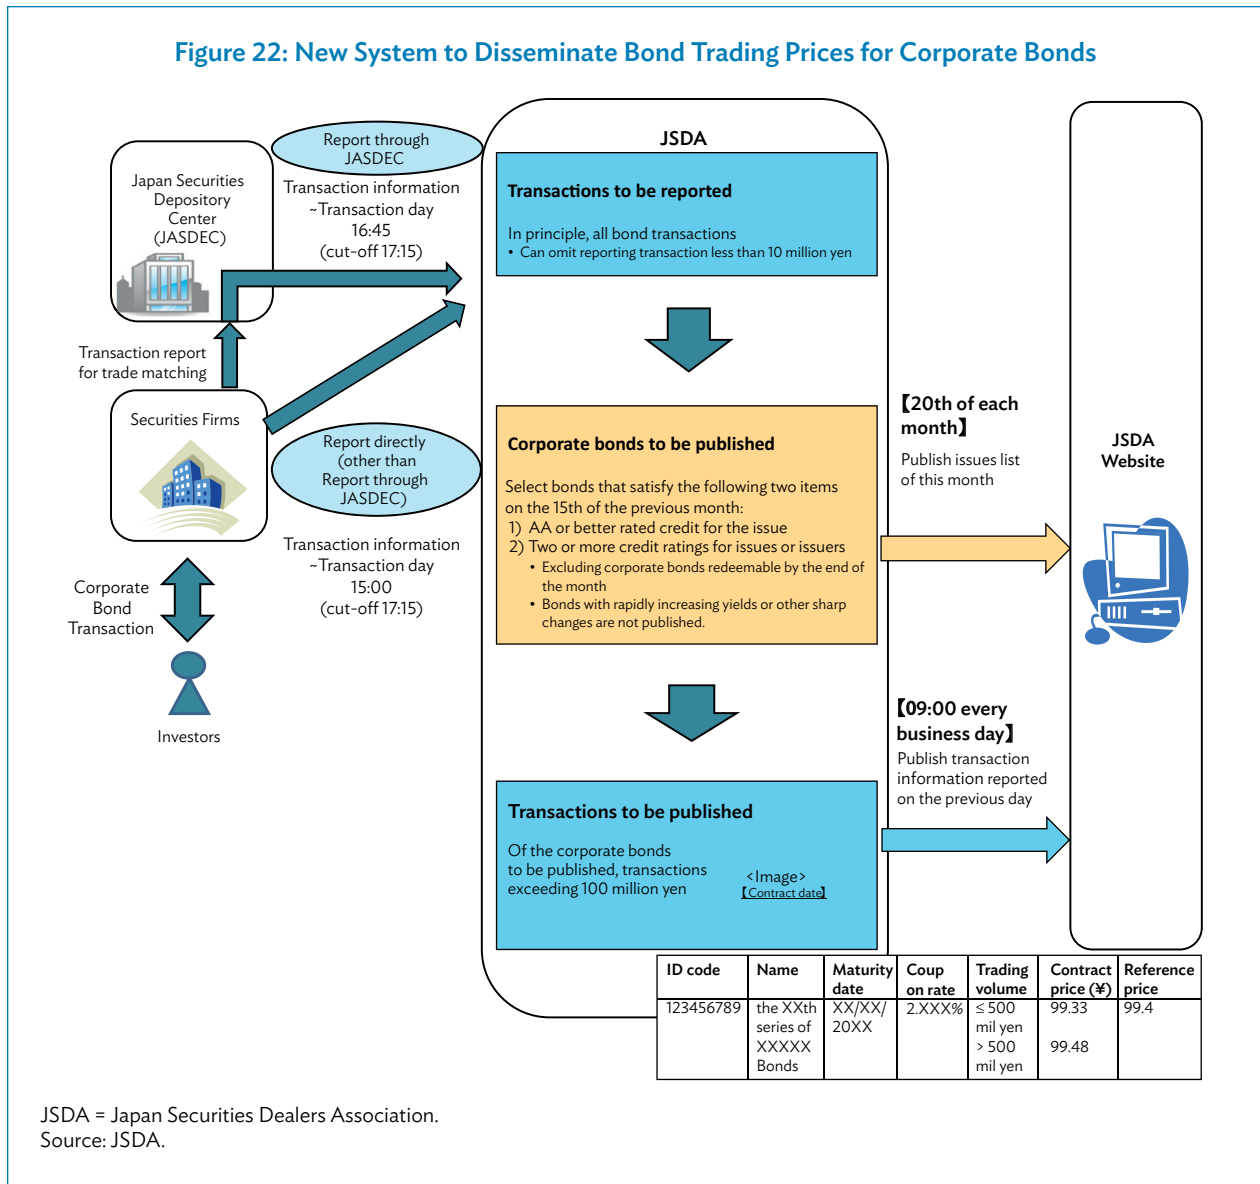 Figure 22: New System to Disseminate Bond Trading Prices for Corporate Bonds
Report through
JASDEC
Japan Securities
Depository
Center
(JASDEC)
Transaction information
~Transaction day
16:45
(cut-off 17:15)
Transaction report
for trade matching
Securities Firms
Report directly
(other than
Report through
JASDEC)
Transaction information
~Transaction day
15:00
(cut-off 17:15)
Corporate
Bond
Transaction
Investors
JSDA
Transactions to be reported
In principle, all bond transactions
• Can omit reporting transaction less than 10 million yen
Corporate bonds to be published
Select bonds that satisfy the following two items
on the 15th of the previous month:
1) AA or better rated credit for the issue
2) Two or more credit ratings for issues or issuers
• Excluding corporate bonds redeemable by the end of
the month
• Bonds with rapidly increasing yields or other sharp
changes are not published.
Transactions to be published
Of the corporate bonds
to be published, transactions
exceeding 100 million yen
<Image>
【Contract date】
【20th of each
month】
Publish issues list
of this month
【09:00 every
business day】
Publish transaction
information reported
on the previous day
JSDA
Website
ID code Name Maturity date Coup on rate Trading volume Contract price (¥) Reference price
123456789 the XXth series of XXXXX Bonds XX/XX/20XX 2.XXX% ≤ 500 mil yen 99.33 99.4
> 500 mil yen 99.48
JSDA = Japan Securities Dealers Association.
Source: JSDA.